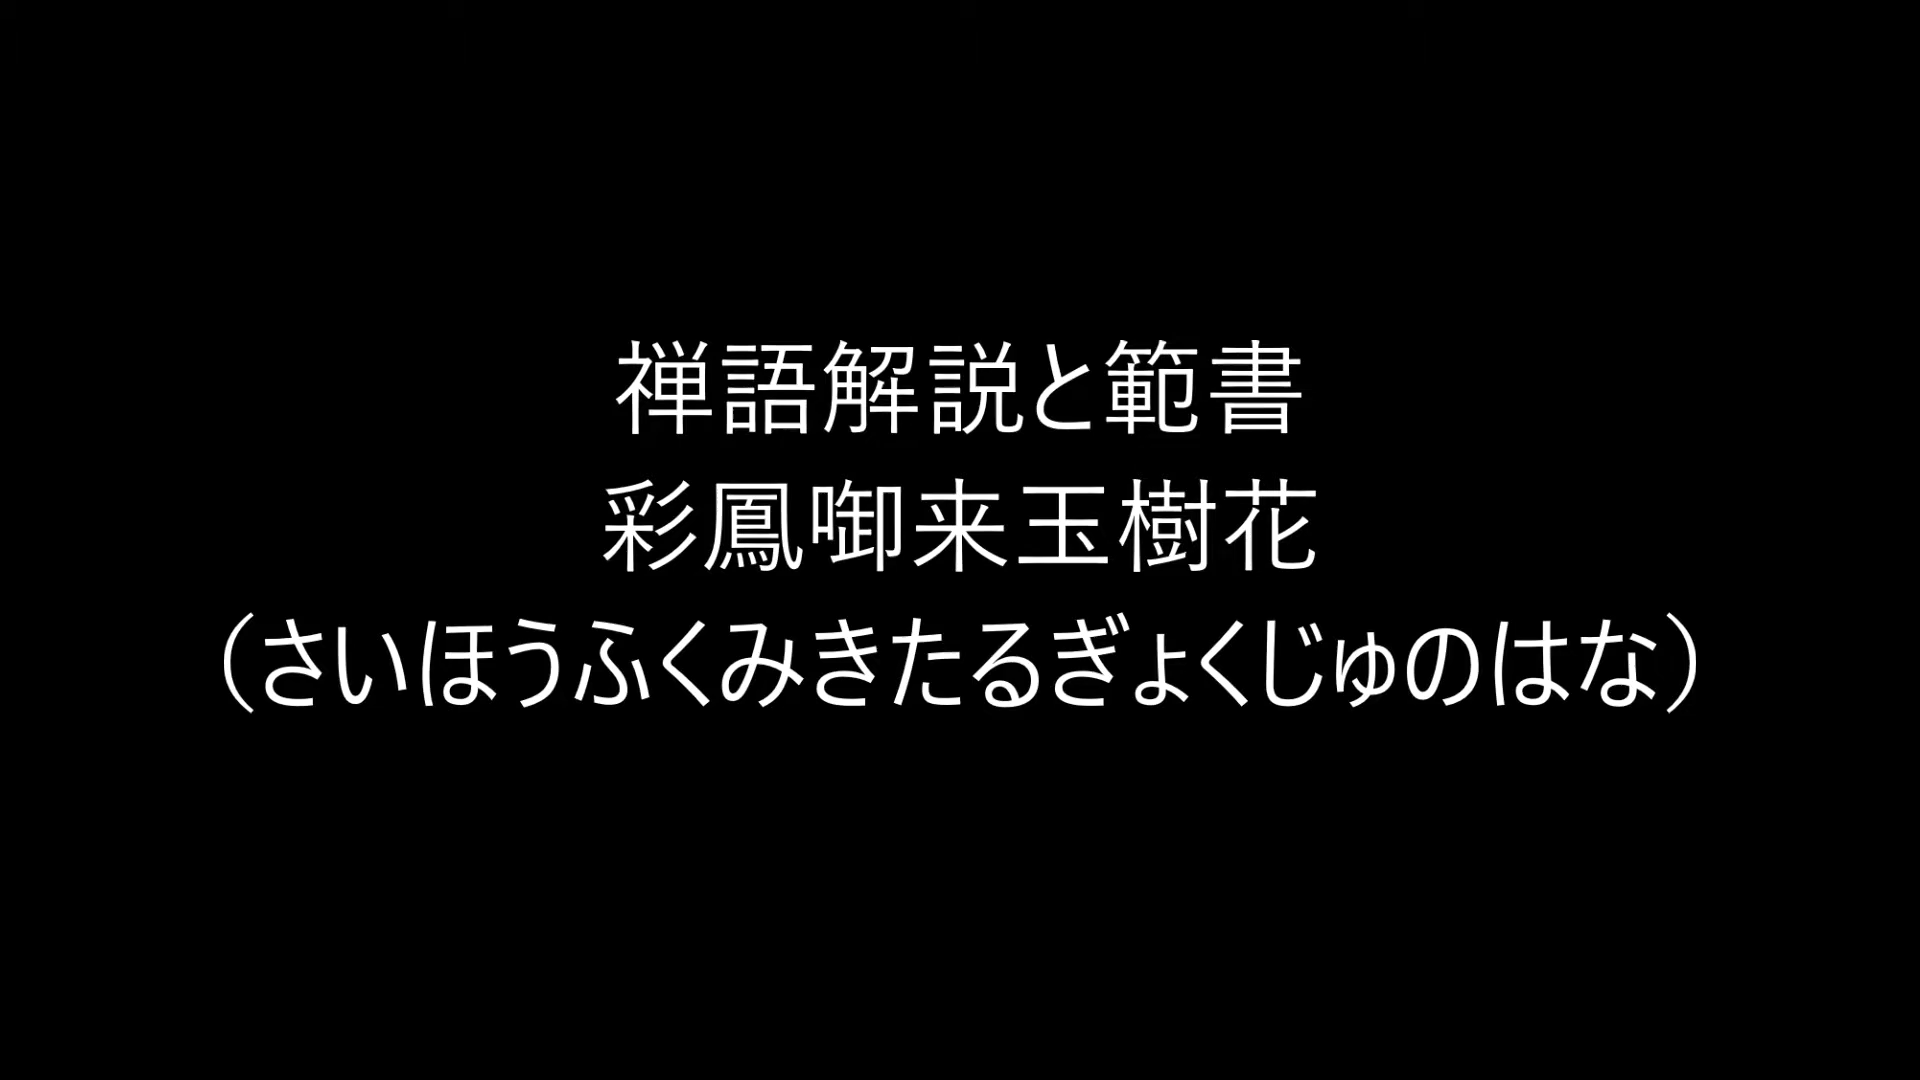 禅語解説と範書
彩鳳啣来玉樹花
（さいほうふくみきたるぎょくじゅのはな）